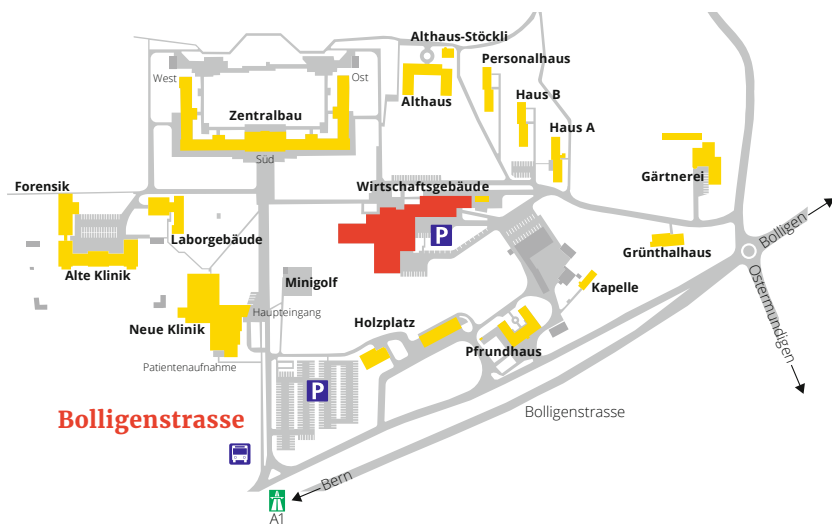 Althaus-Stöckli
Personalhaus
West
Ost
Althaus
Haus B
Zentralbau
Haus A
Süd
Gärtnerei
Forensik
Wirtschaftsgebäude
P
Laborgebäude
Bolligen
Grünthalhaus
Alte Klinik
Minigolf
Kapelle
Ostermundigen
Haupteingang
Holzplatz
Neue Klinik
Pfrundhaus
Patientenaufnahme
P
Bolligenstrasse
Bolligenstrasse
Bern
A1